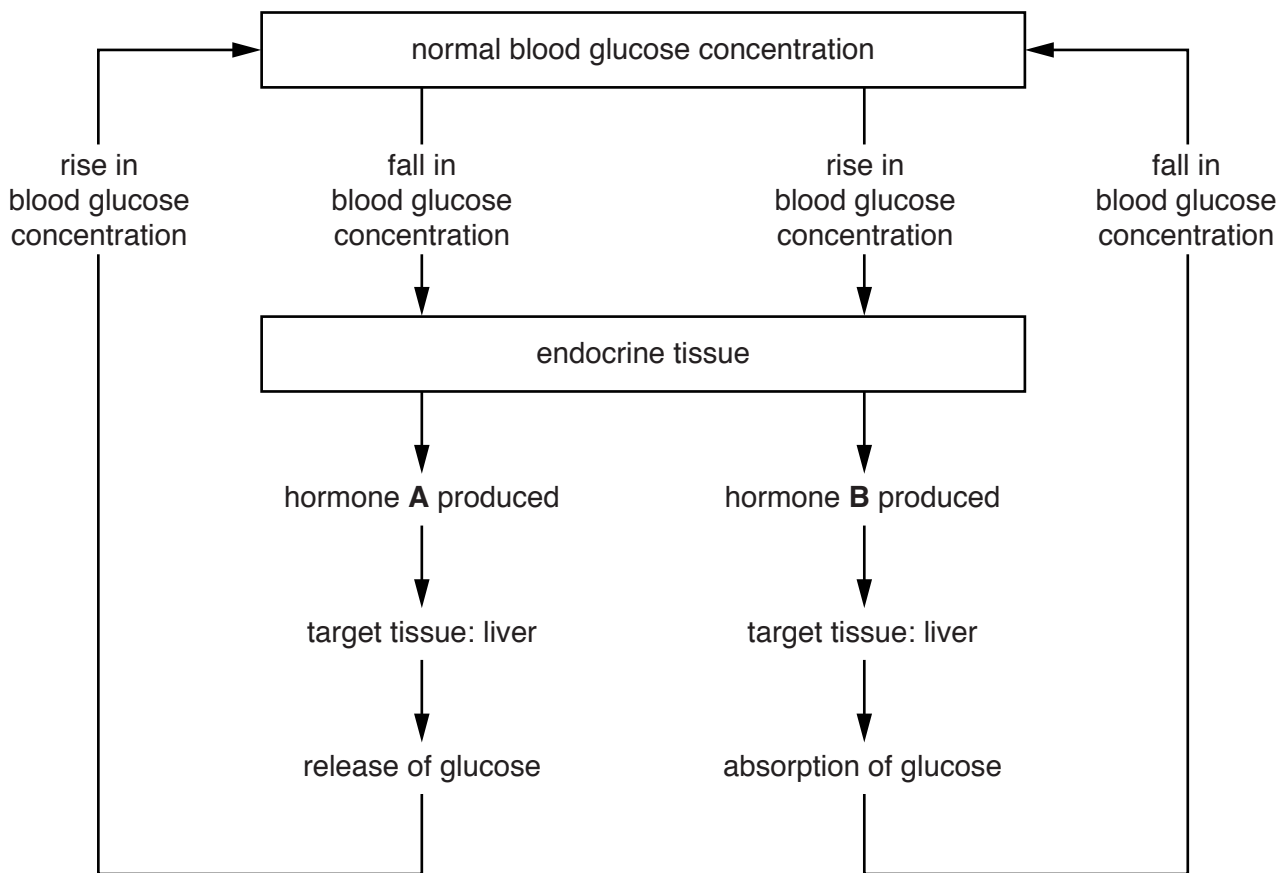 normal blood glucose concentration
rise in
blood glucose
concentration
fall in
blood glucose
concentration
rise in
blood glucose
concentration
fall in
blood glucose
concentration
endocrine tissue
hormone A produced
hormone B produced
target tissue: liver
target tissue: liver
release of glucose
absorption of glucose